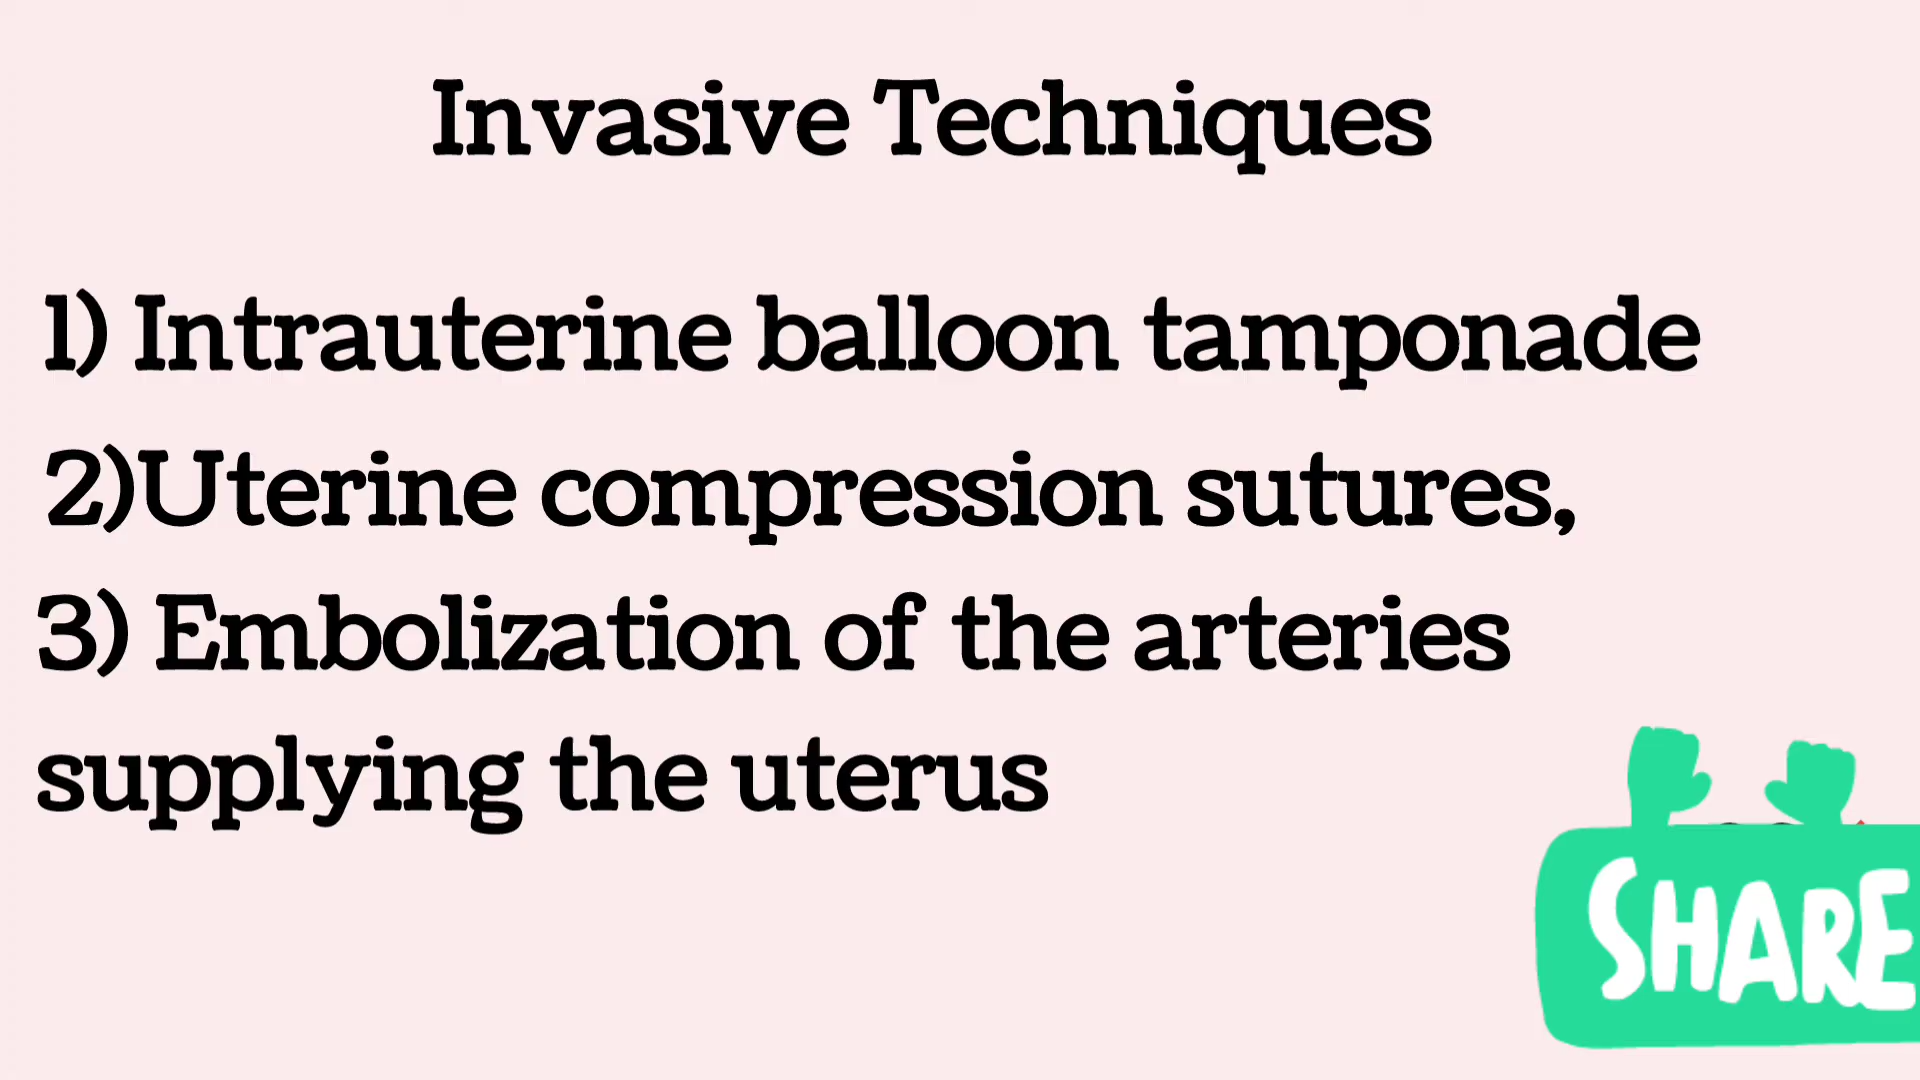 Invasive Techniques
1) Intrauterine balloon tamponade
2)Uterine compression sutures,
3) Embolization of the arteries
supplying the uterus
SHARE